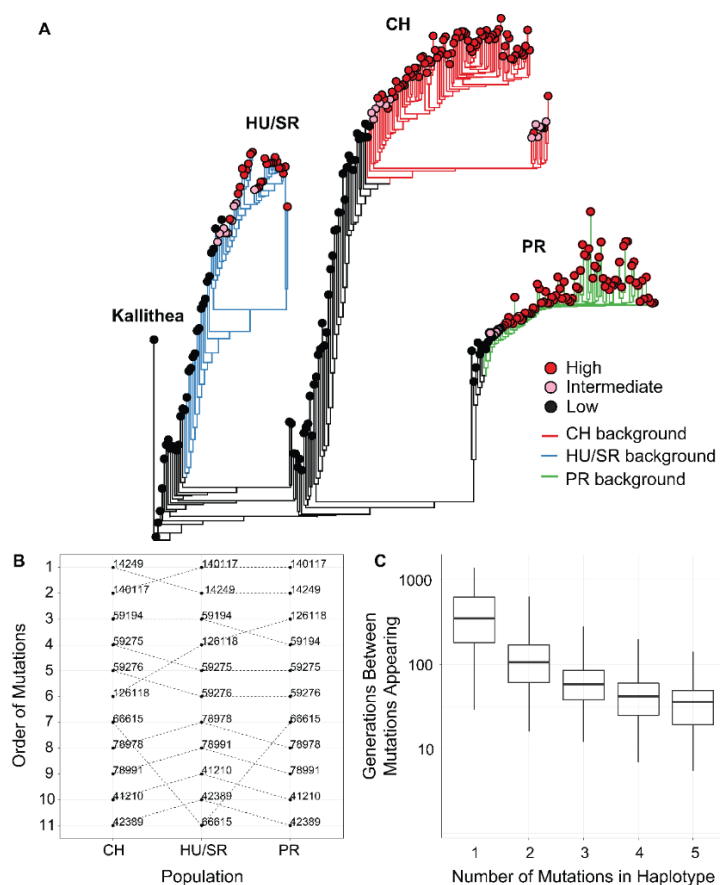 A
CH
HU/SR
PR
Kallithea
High
Intermediate
Low
CH background
HU/SR background
PR background
B
Order of Mutations
1
2
3
4
5
6
7
8
9
10
11
14249 140117 140117
140117 14249 14249
59194 59194 126118
59275 126118 59194
59276 59275 59275
126118 59276 59276
66615 78978 66615
78978 78991 78978
78991 41210 78991
41210 42389 41210
42389 66615 42389
CH HU/SR PR
Population
C
Generations Between
Mutations Appearing
1000
100
10
1 2 3 4 5
Number of Mutations in Haplotype